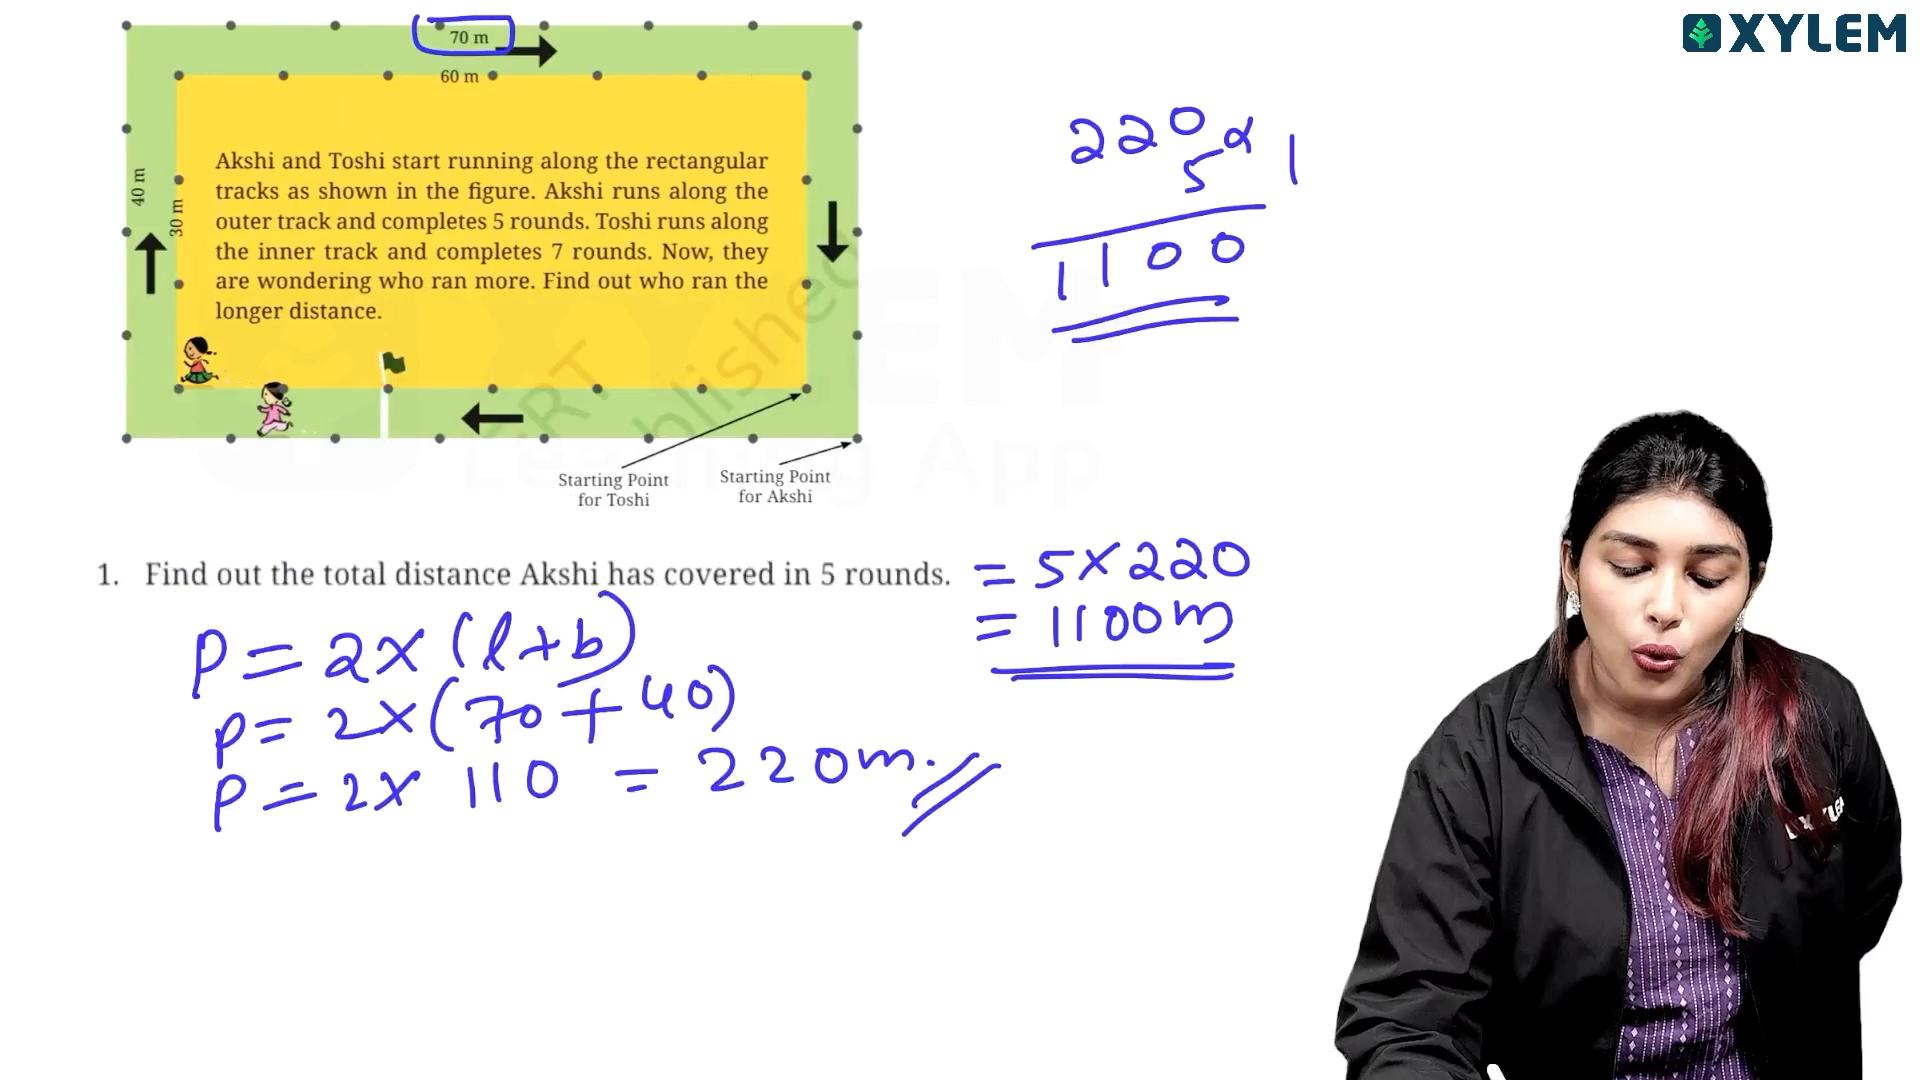 XYLEM
70 m
60 m
40 m
30 m
Akshi and Toshi start running along the rectangular
tracks as shown in the figure. Akshi runs along the
outer track and completes 5 rounds. Toshi runs along
the inner track and completes 7 rounds. Now, they
are wondering who ran more. Find out who ran the
longer distance.
Starting Point
for Toshi
Starting Point
for Akshi
220 x
5
1
1100
1. Find out the total distance Akshi has covered in 5 rounds.
= 5 × 220
= 1100m
P = 2 × (l + b)
P = 2 × (70 + 40)
P = 2 × 110 = 220m.
XYLEM
Learning App